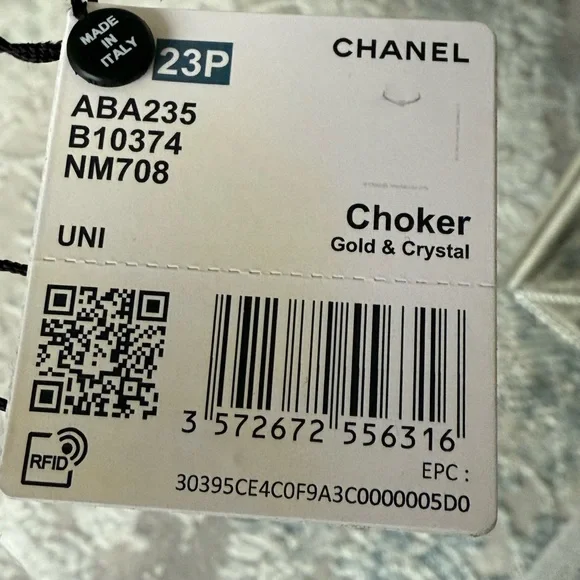 MADE
IN
ITALY
23P
CHANEL
ABA235
B10374
NM708
UNI
Choker
Gold & Crystal
3 572672 556316
RFID
EPC :
30395CE4C0F9A3C0000005D0